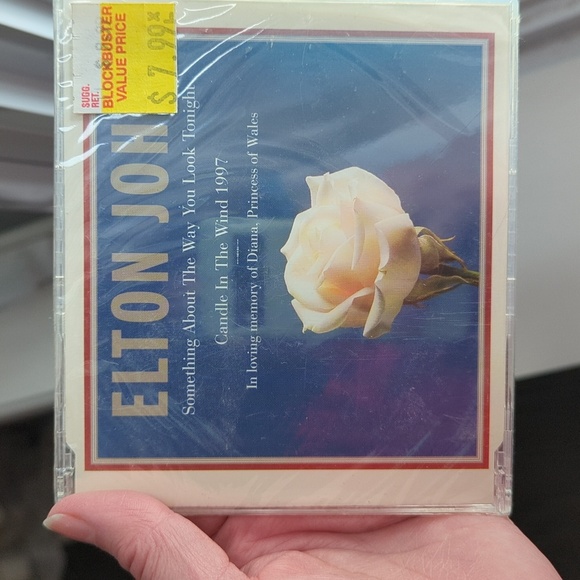 SUGG.
RET.
BLOCKBUSTER
VALUE PRICE
$ 7.99
ELTON JOH
Something About The Way You Look Tonight
Candle In The Wind 1997
In loving memory of Diana, Princess of Wales